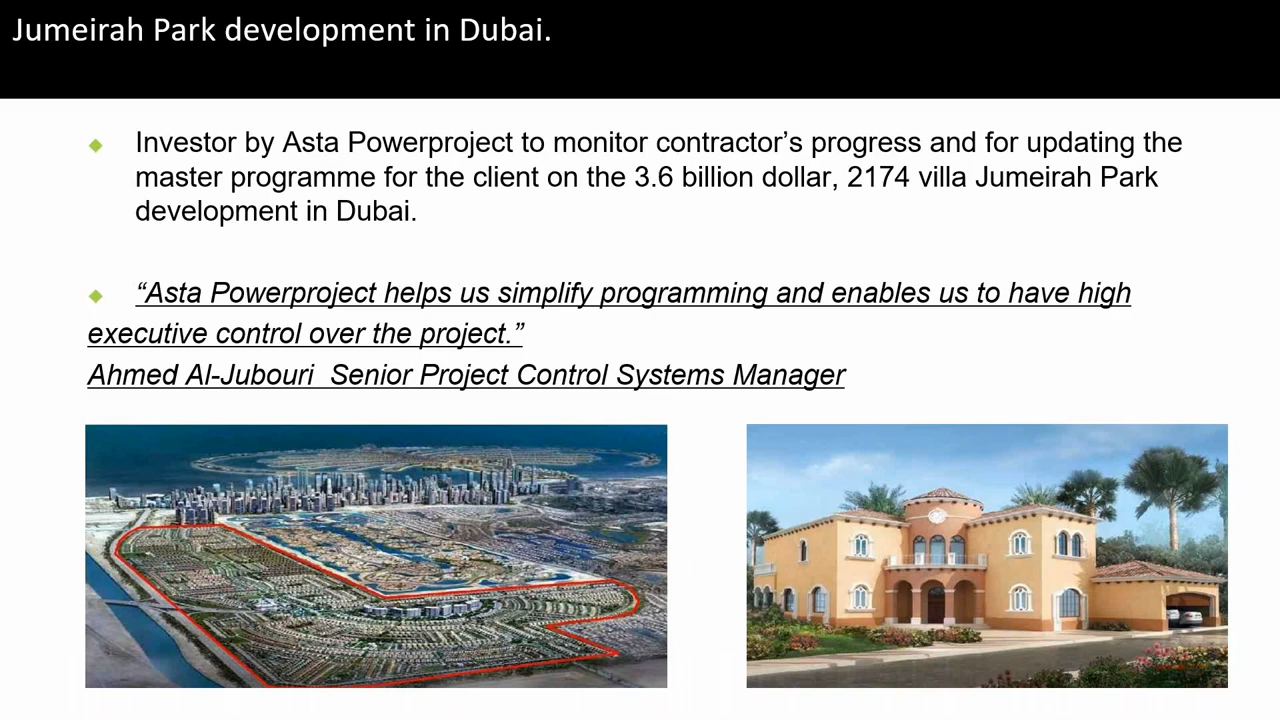 Jumeirah Park development in Dubai.
Investor by Asta Powerproject to monitor contractor’s progress and for updating the
master programme for the client on the 3.6 billion dollar, 2174 villa Jumeirah Park
development in Dubai.
“Asta Powerproject helps us simplify programming and enables us to have high
executive control over the project.”
Ahmed Al-Jubouri  Senior Project Control Systems Manager